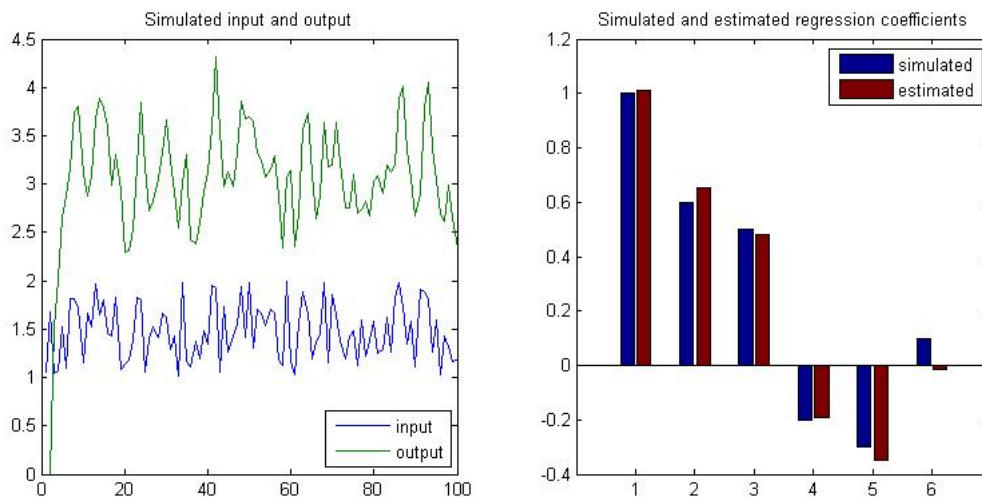 Simulated input and output
4.5
4
3.5
3
2.5
2
1.5
1
0.5
0
0 20 40 60 80 100
input
output
Simulated and estimated regression coefficients
1.2
1
0.8
0.6
0.4
0.2
0
-0.2
-0.4
1 2 3 4 5 6
simulated
estimated